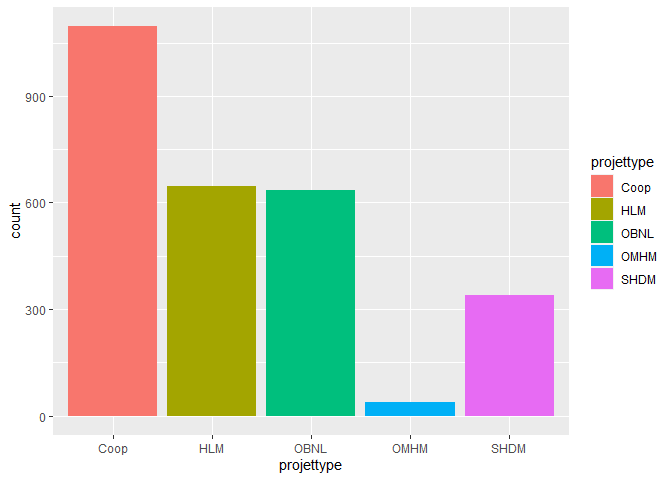 900
600
300
0
count
Coop
HLM
OBNL
OMHM
SHDM
projettype
projettype
Coop
HLM
OBNL
OMHM
SHDM